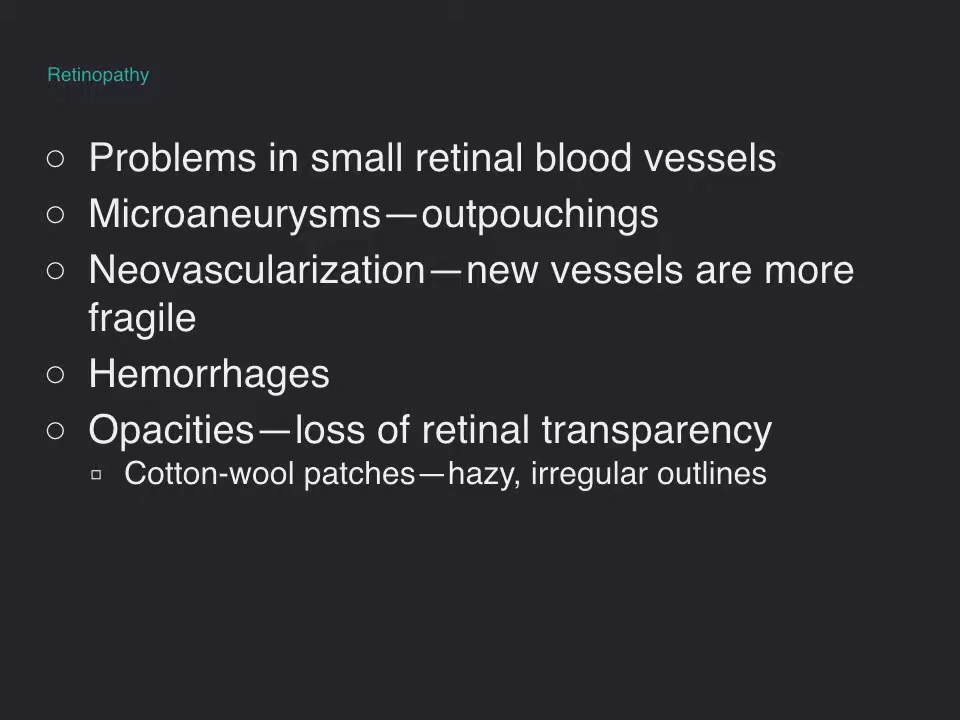 Retinopathy
○ Problems in small retinal blood vessels
○ Microaneurysms—outpouchings
○ Neovascularization—new vessels are more
fragile
○ Hemorrhages
○ Opacities—loss of retinal transparency
▫ Cotton-wool patches—hazy, irregular outlines